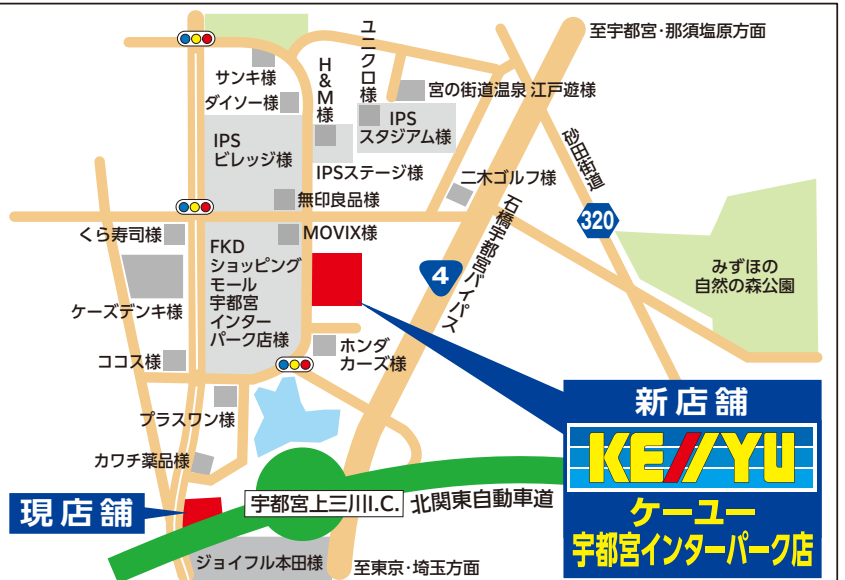 至宇都宮・那須塩原方面
ユニクロ様
H&M様
サンキ様
ダイソー様
宮の街道温泉 江戸遊様
IPS
スタジアム様
IPS
ビレッジ様
IPSステージ様
砂田街道
二木ゴルフ様
無印良品様
石橋宇都宮バイパス
320
くら寿司様
MOVIX様
FKD
ショッピング
モール
宇都宮
インター
パーク店様
4
みずほの
自然の森公園
ケーズデンキ様
ホンダ
カーズ様
ココス様
プラスワン様
新店舗
KEIYU
ケーユー
宇都宮インターパーク店
カワチ薬品様
現店舗
宇都宮上三川I.C.
北関東自動車道
ジョイフル本田様
至東京・埼玉方面